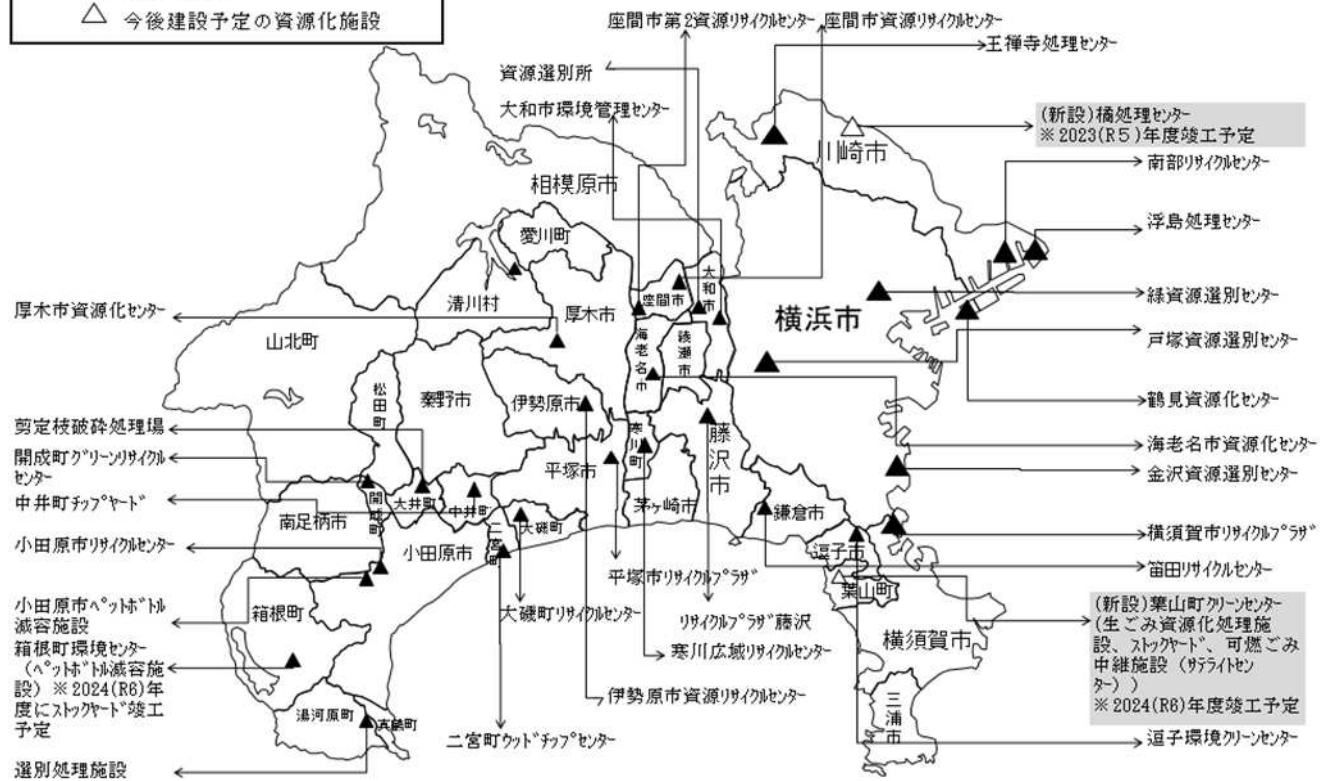 △ 今後建設予定の資源化施設
座間市第2資源リサイクルセンター
座間市資源リサイクルセンター
王禅寺処理センター
資源選別所
大和市環境管理センター
(新設)橘処理センター
※2023(R5)年度竣工予定
川崎市
南部リサイクルセンター
相模原市
浮島処理センター
愛川町
大和市
清川村
座間市
緑資源選別センター
厚木市資源化センター
厚木市
横浜市
山北町
海老名市
綾瀬市
戸塚資源選別センター
松田町
秦野市
伊勢原市
鶴見資源化センター
剪定枝破砕処理場
寒川町
藤沢市
海老名市資源化センター
開成町グリーンリサイクル
センター
平塚市
金沢資源選別センター
中井町チップヤード
開成町
大井町
中井町
南足柄市
茅ヶ崎市
鎌倉市
大磯町
横須賀市リサイクルプラザ
小田原市リサイクルセンター
小田原市
二宮町
逗子市
笛田リサイクルセンター
平塚市リサイクルプラザ
葉山町
小田原市ペットボトル
減容施設
箱根町
大磯町リサイクルセンター
リサイクルプラザ藤沢
横須賀市
(新設)葉山町クリーンセンター
(生ごみ資源化処理施
設、ストックヤード、可燃ごみ
中継施設(サテライトセン
ター))
※2024(R6)年度竣工予定
箱根町環境センター
(ペットボトル減容施
設)※2024(R6)年
度にストックヤード竣工
予定
寒川広域リサイクルセンター
伊勢原市資源リサイクルセンター
三浦市
湯河原町
真鶴町
二宮町ウッドチップセンター
逗子環境クリーンセンター
選別処理施設